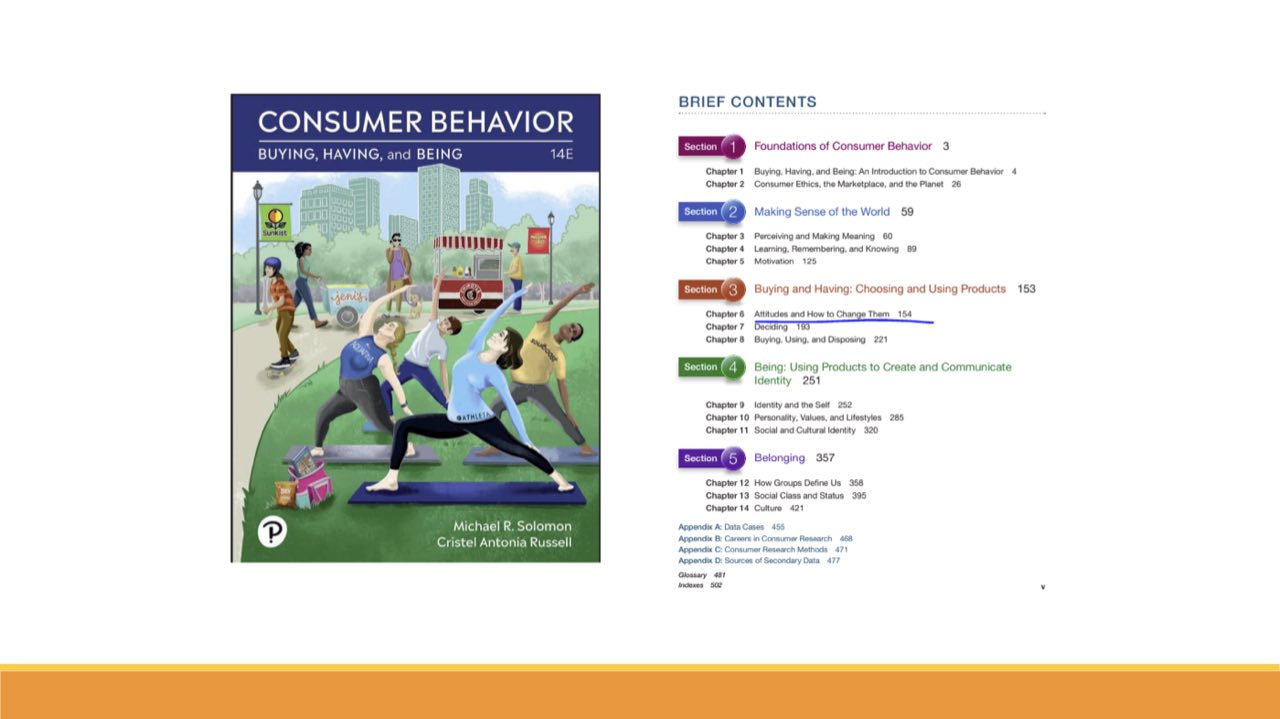 CONSUMER BEHAVIOR
BUYING, HAVING, and BEING 14E
Sunkist
jeni's
CHIPOTLE
AQUAFINA
@ATHLETA
Michael R. Solomon
Cristel Antonia Russell
P
BRIEF CONTENTS
Section 1 Foundations of Consumer Behavior 3
Chapter 1 Buying, Having, and Being: An Introduction to Consumer Behavior 4
Chapter 2 Consumer Ethics, the Marketplace, and the Planet 26
Section 2 Making Sense of the World 59
Chapter 3 Perceiving and Making Meaning 60
Chapter 4 Learning, Remembering, and Knowing 89
Chapter 5 Motivation 125
Section 3 Buying and Having: Choosing and Using Products 153
Chapter 6 Attitudes and How to Change Them 154
Chapter 7 Deciding 193
Chapter 8 Buying, Using, and Disposing 221
Section 4 Being: Using Products to Create and Communicate
Identity 251
Chapter 9 Identity and the Self 252
Chapter 10 Personality, Values, and Lifestyles 285
Chapter 11 Social and Cultural Identity 320
Section 5 Belonging 357
Chapter 12 How Groups Define Us 358
Chapter 13 Social Class and Status 395
Chapter 14 Culture 421
Appendix A: Data Cases 455
Appendix B: Careers in Consumer Research 468
Appendix C: Consumer Research Methods 471
Appendix D: Sources of Secondary Data 477
Glossary 481
Indexes 502
v